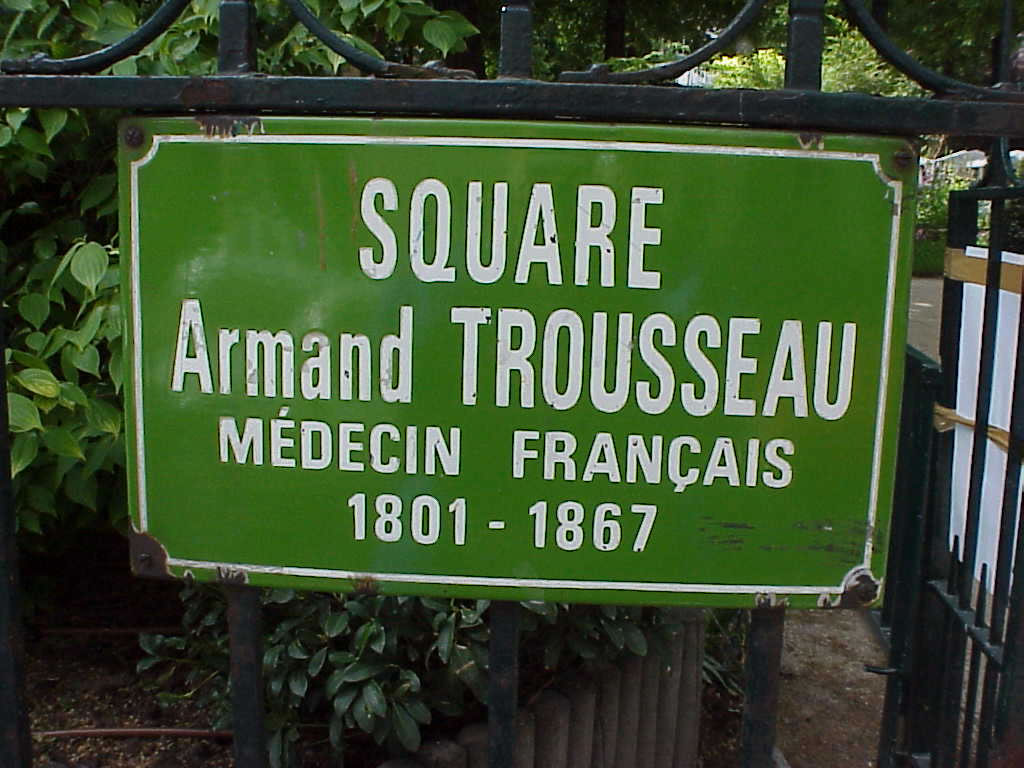 SQUARE
Armand TROUSSEAU
MÉDECIN FRANÇAIS
1801 - 1867